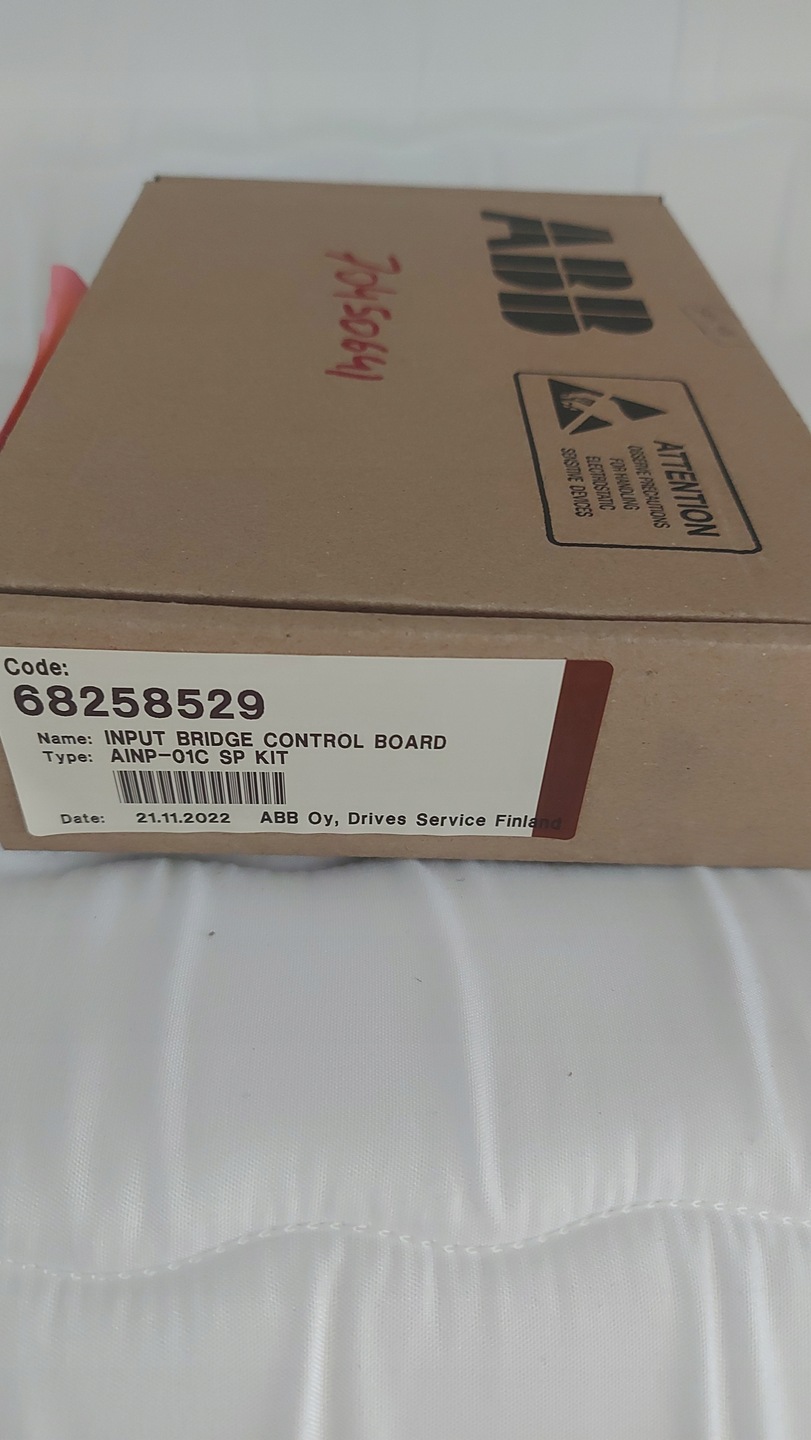 ABB
ATTENTION
OBSERVE PRECAUTIONS
FOR HANDLING
ELECTROSTATIC
SENSITIVE DEVICES
Code:
68258529
Name: INPUT BRIDGE CONTROL BOARD
Type: AINP-01C SP KIT
Date: 21.11.2022 ABB Oy, Drives Service Finland